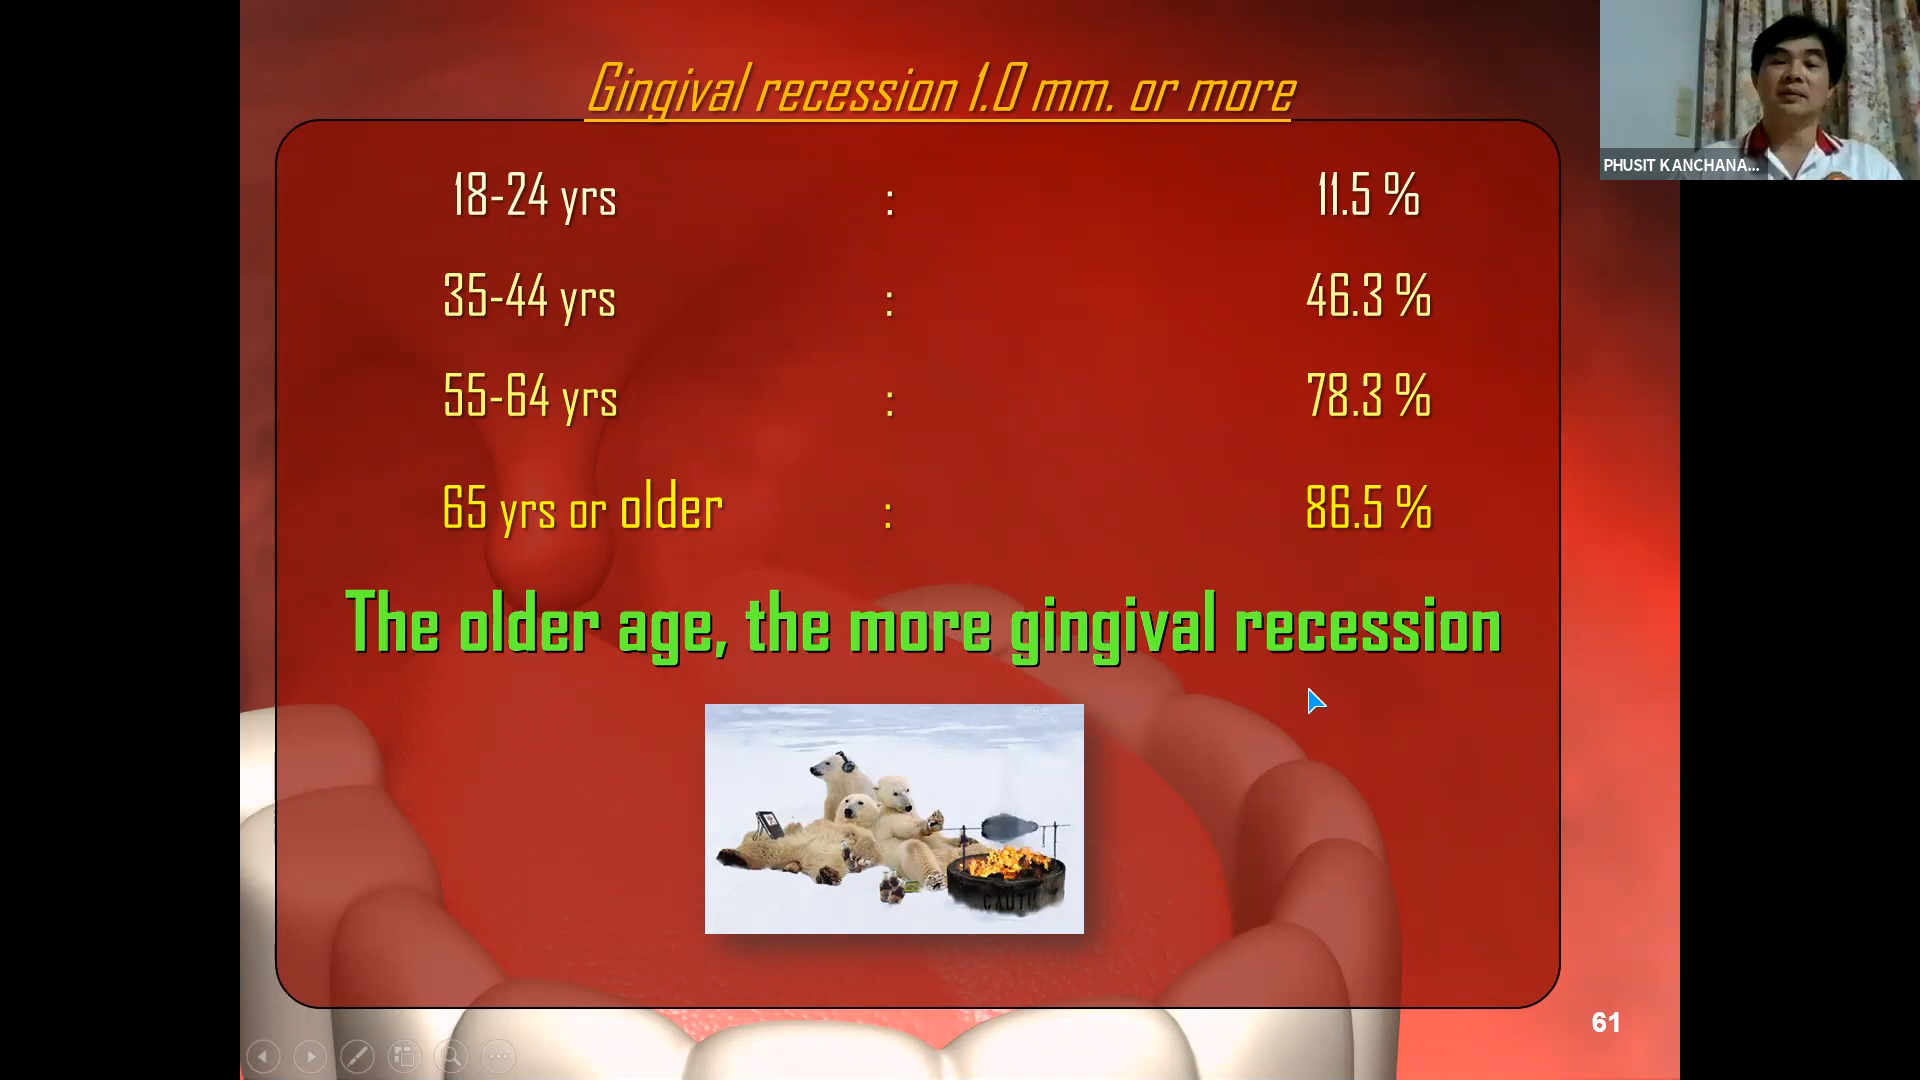 Gingival recession 1.0 mm. or more
PHUSIT KANCHANA...
18-24 yrs : 11.5 %
35-44 yrs : 46.3 %
55-64 yrs : 78.3 %
65 yrs or older : 86.5 %
The older age, the more gingival recession
61